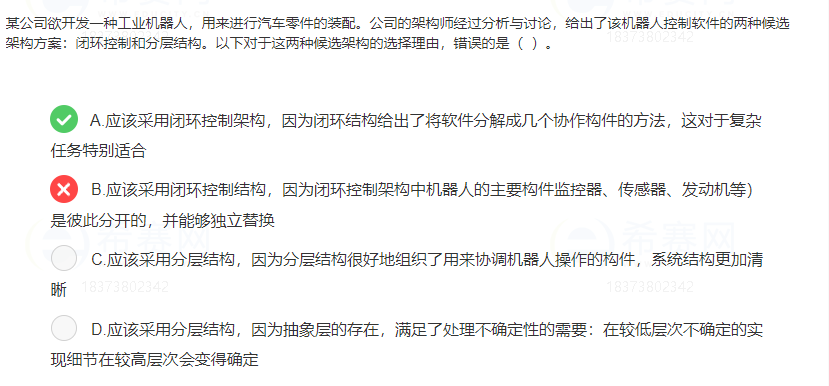 某公司欲开发一种工业机器人，用来进行汽车零件的装配。公司的架构师经过分析与讨论，给出了该机器人控制软件的两种候选
架构方案：闭环控制和分层结构。以下对于这两种候选架构的选择理由，错误的是（ ）。
18373802342
A.应该采用闭环控制架构，因为闭环结构给出了将软件分解成几个协作构件的方法，这对于复杂
任务特别适合
B.应该采用闭环控制结构，因为闭环控制架构中机器人的主要构件监控器、传感器、发动机等）
是彼此分开的，并能够独立替换
希赛网
希赛网
C.应该采用分层结构，因为分层结构很好地组织了用来协调机器人操作的构件，系统结构更加清
晰
18373802342
18373802342
D.应该采用分层结构，因为抽象层的存在，满足了处理不确定性的需要：在较低层次不确定的实
现细节在较高层次会变得确定